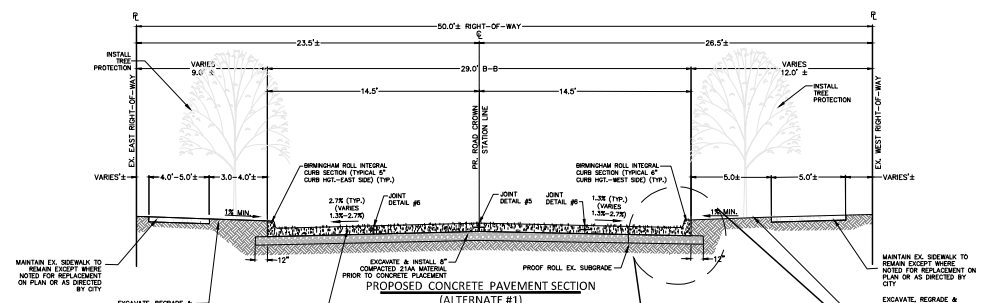 PL
PL
50.0'± RIGHT-OF-WAY
23.5'±
CL
26.5'±
INSTALL
TREE
PROTECTION
VARIES
9.0' ±
29.0' B-B
VARIES
12.0' ±
14.5'
14.5'
INSTALL
TREE
PROTECTION
EX. EAST RIGHT-OF-WAY
PR. ROAD CROWN
STATION LINE
EX. WEST RIGHT-OF-WAY
BIRMINGHAM ROLL INTEGRAL
CURB SECTION (TYPICAL 5"
CURB HGT.-EAST SIDE) (TYP.)
BIRMINGHAM ROLL INTEGRAL
CURB SECTION (TYPICAL 6"
CURB HGT.-WEST SIDE) (TYP.)
VARIES'±
4.0'-5.0'±
3.0-4.0'±
5.0±
5.0'±
VARIES'±
2.7% (TYP.)
(VARIES
1.3%-2.7%)
JOINT
DETAIL #6
JOINT
DETAIL #5
JOINT
DETAIL #6
1.3% (TYP.)
(VARIES
1.3%-2.7%)
1% MIN.
1% MIN.
MAINTAIN EX. SIDEWALK TO
REMAIN EXCEPT WHERE
NOTED FOR REPLACEMENT
ON PLAN OR AS DIRECTED
BY CITY
12"
EXCAVATE & INSTALL 8"
COMPACTED 21AA MATERIAL
PRIOR TO CONCRETE PLACEMENT
PROOF ROLL EX. SUBGRADE
12"
MAINTAIN EX. SIDEWALK TO
REMAIN EXCEPT WHERE
NOTED FOR REPLACEMENT ON
PLAN OR AS DIRECTED BY
CITY
PROPOSED CONCRETE PAVEMENT SECTION
(ALTERNATE #1)
EXCAVATE, REGRADE &
EXCAVATE, REGRADE &